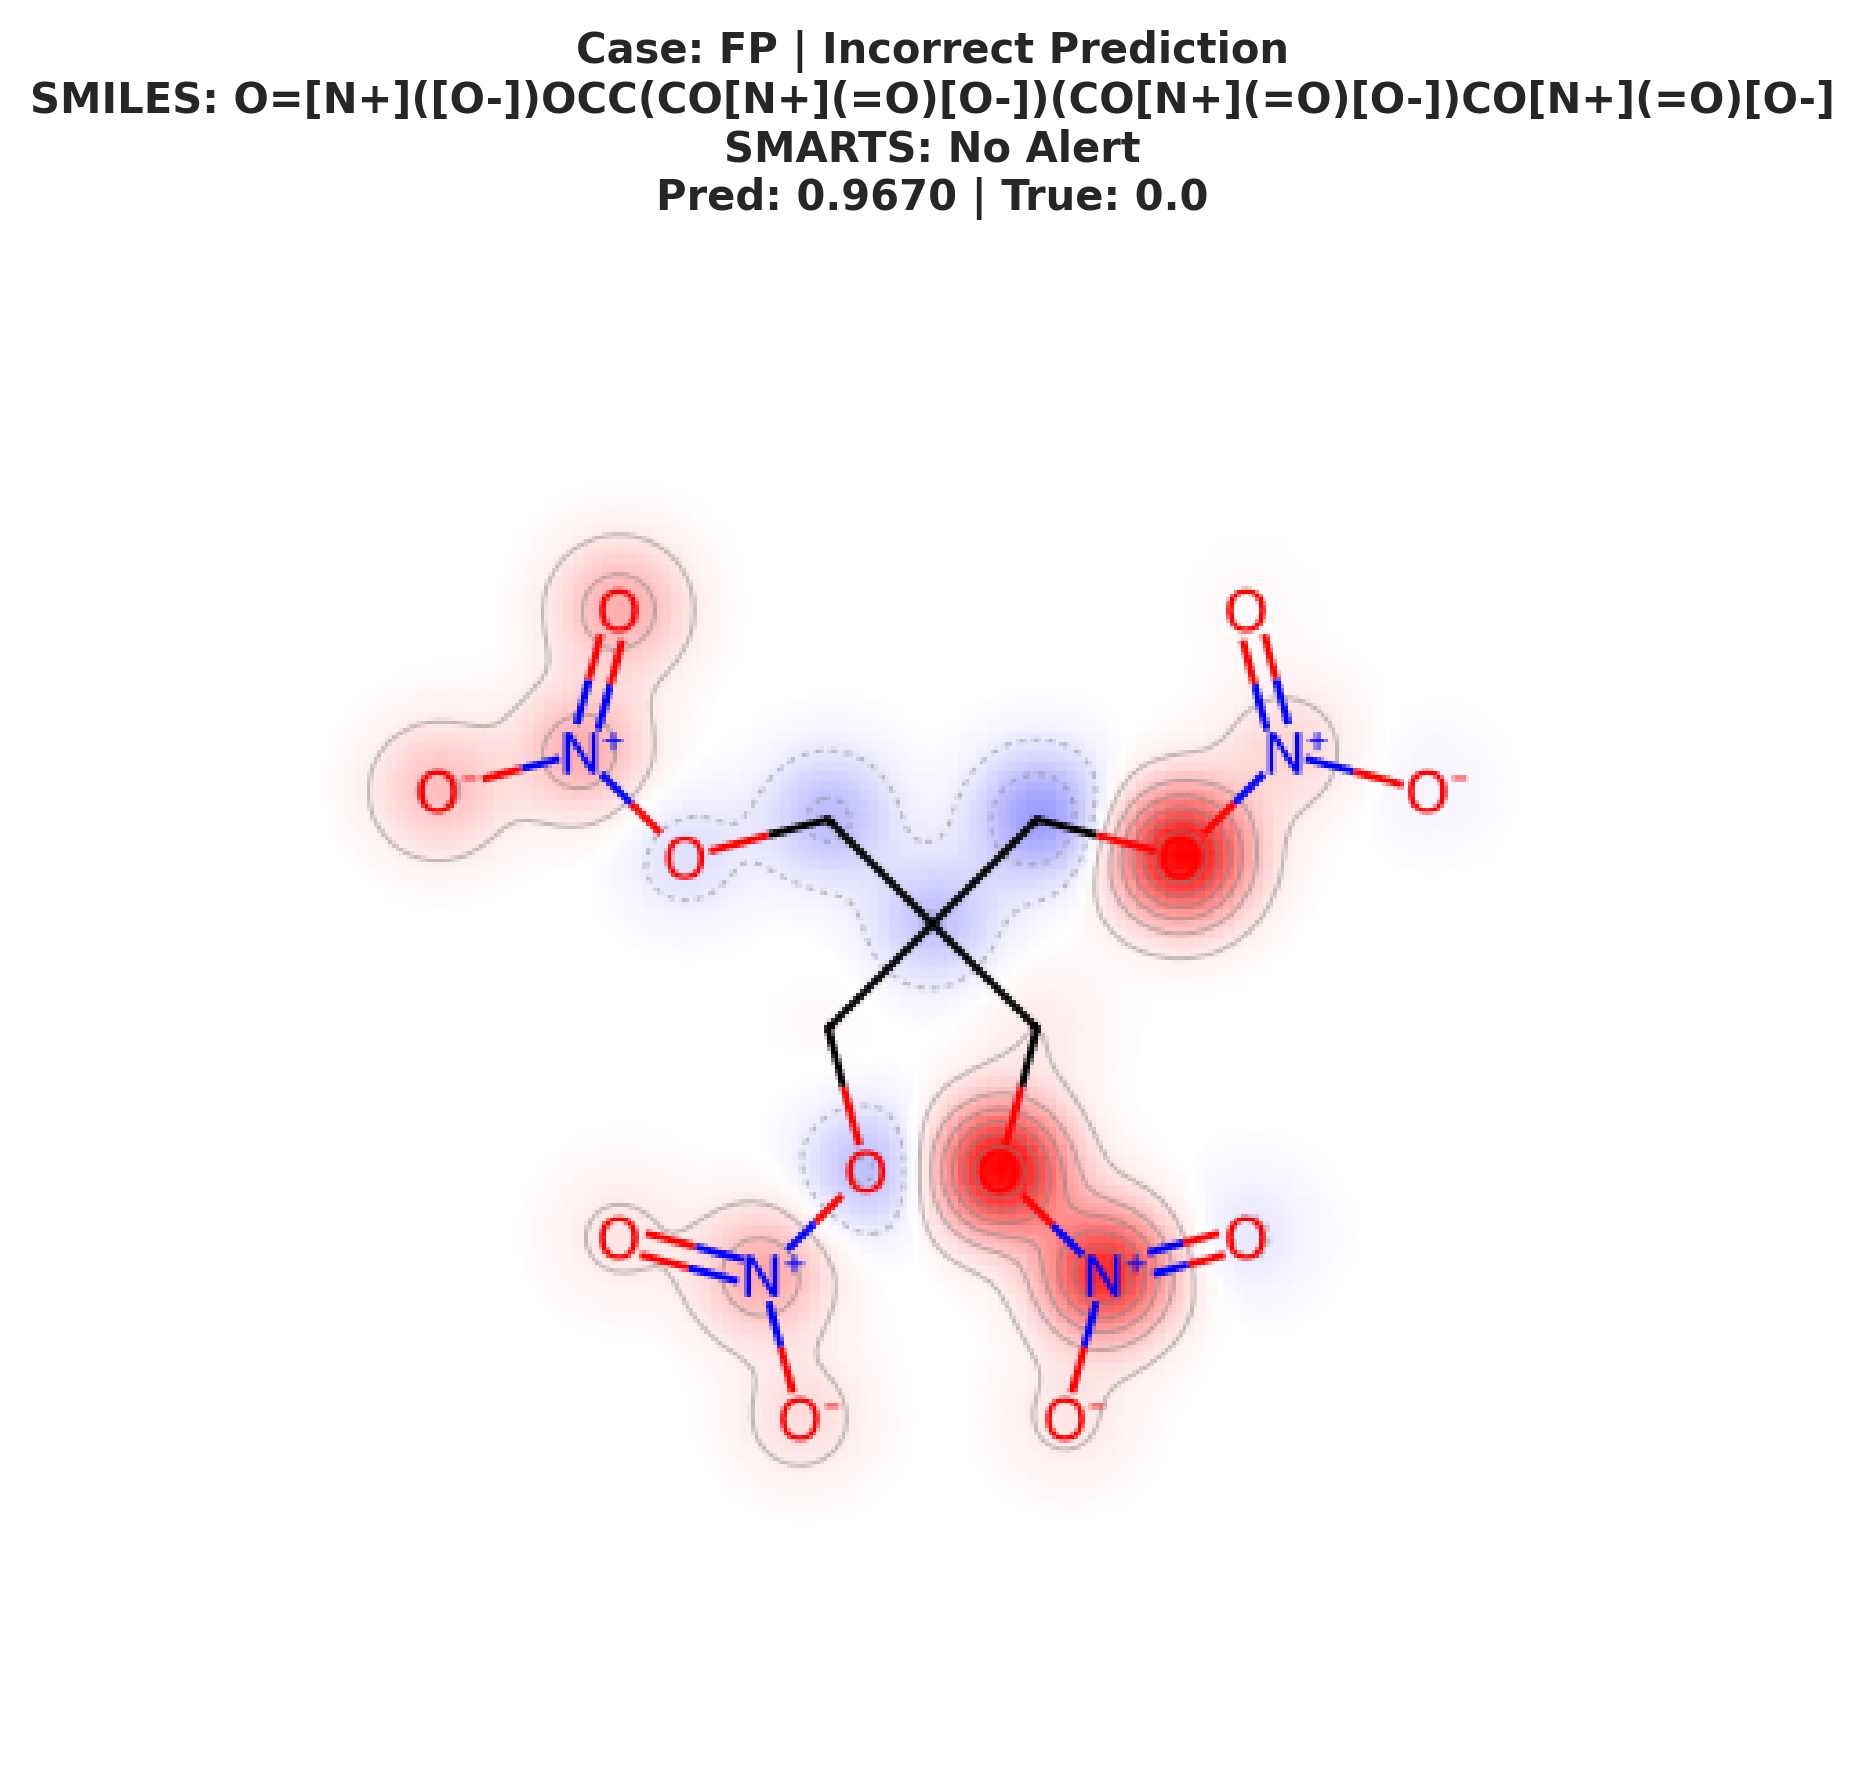 Case: FP | Incorrect Prediction
SMILES: O=[N+]([O-])OCC(CO[N+](=O)[O-])(CO[N+](=O)[O-])CO[N+](=O)[O-]
SMARTS: No Alert
Pred: 0.9670 | True: 0.0
O O
N⁺ N⁺
O⁻ O⁻
O
O
O O
N⁺ N⁺
O⁻ O⁻